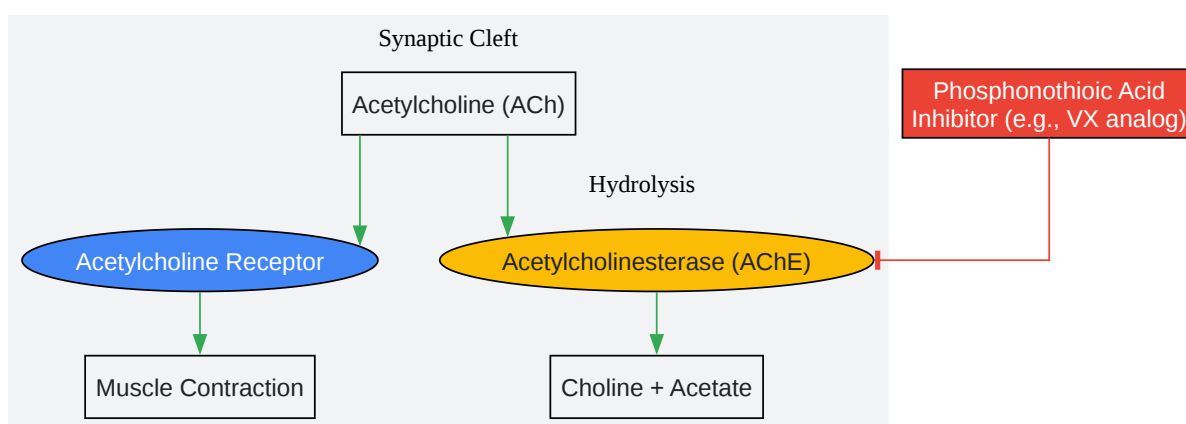 Synaptic Cleft
Acetylcholine (ACh)
Phosphonothioic Acid
Inhibitor (e.g., VX analog)
Hydrolysis
Acetylcholine Receptor
Acetylcholinesterase (AChE)
Muscle Contraction
Choline + Acetate